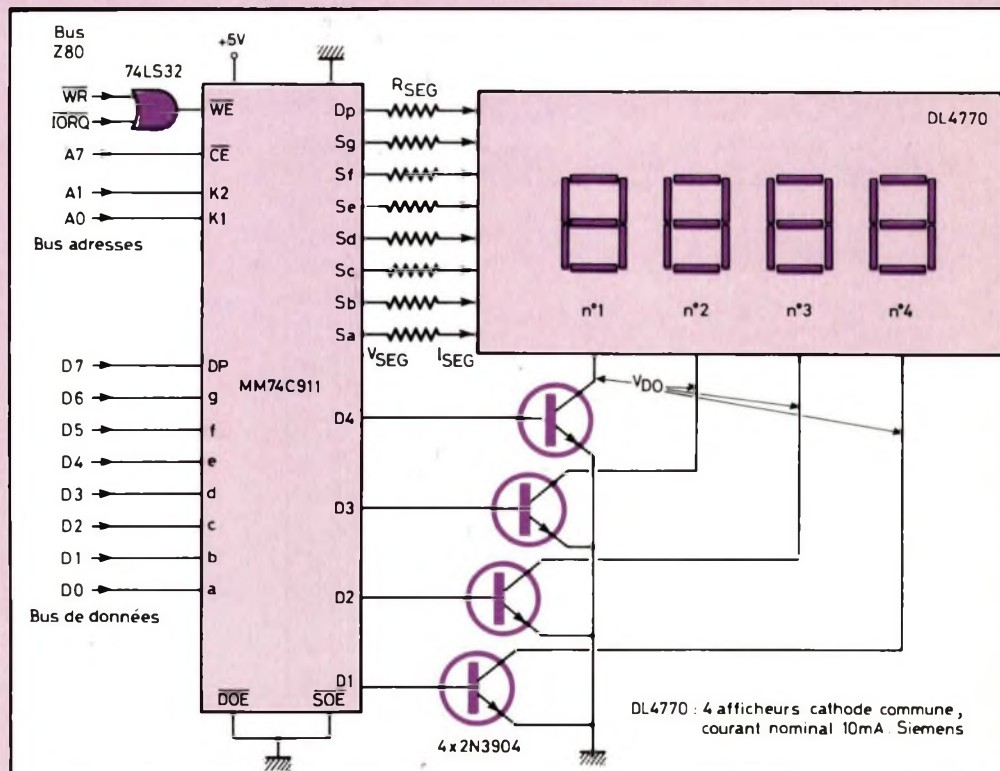 Bus
Z80
+5V
74LS32
WR
IORQ
WE
A7
CE
A1
K2
A0
K1
Bus adresses
Dp
Sg
Sf
Se
Sd
Sc
Sb
Sa
RSEG
VSEG
ISEG
DL4770
n°1
n°2
n°3
n°4
VDO
MM74C911
D7
DP
D6
g
D5
f
D4
e
D3
d
D2
c
D1
b
D0
a
Bus de données
D4
D3
D2
D1
DOE
SOE
4x2N3904
DL4770 : 4 afficheurs cathode commune,
courant nominal 10mA. Siemens